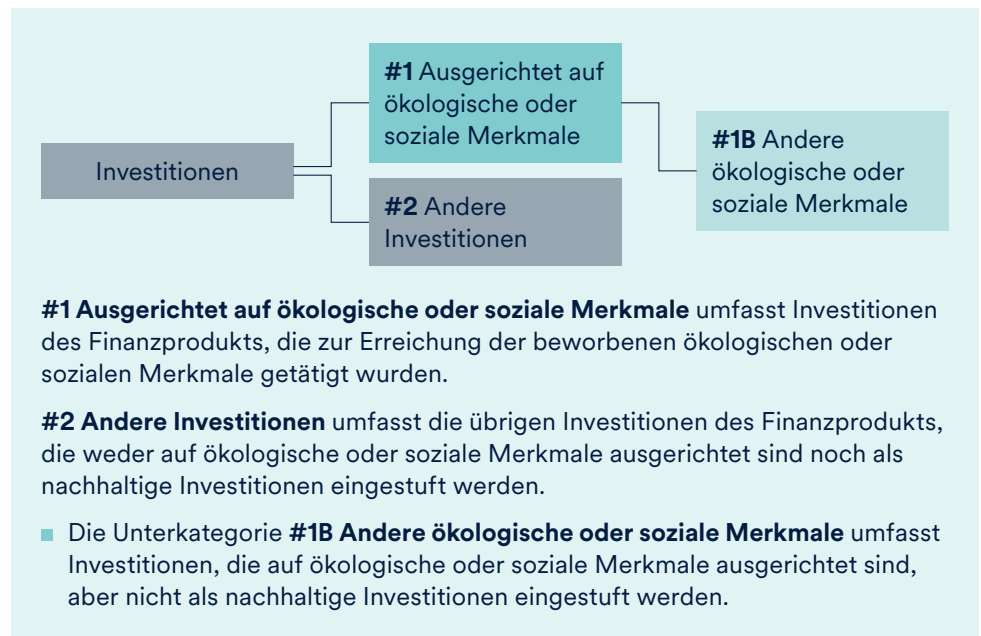 #1 Ausgerichtet auf
ökologische oder
soziale Merkmale
#1B Andere
ökologische oder
soziale Merkmale
Investitionen
#2 Andere
Investitionen
#1 Ausgerichtet auf ökologische oder soziale Merkmale umfasst Investitionen
des Finanzprodukts, die zur Erreichung der beworbenen ökologischen oder
sozialen Merkmale getätigt wurden.
#2 Andere Investitionen umfasst die übrigen Investitionen des Finanzprodukts,
die weder auf ökologische oder soziale Merkmale ausgerichtet sind noch als
nachhaltige Investitionen eingestuft werden.
Die Unterkategorie #1B Andere ökologische oder soziale Merkmale umfasst
Investitionen, die auf ökologische oder soziale Merkmale ausgerichtet sind,
aber nicht als nachhaltige Investitionen eingestuft werden.